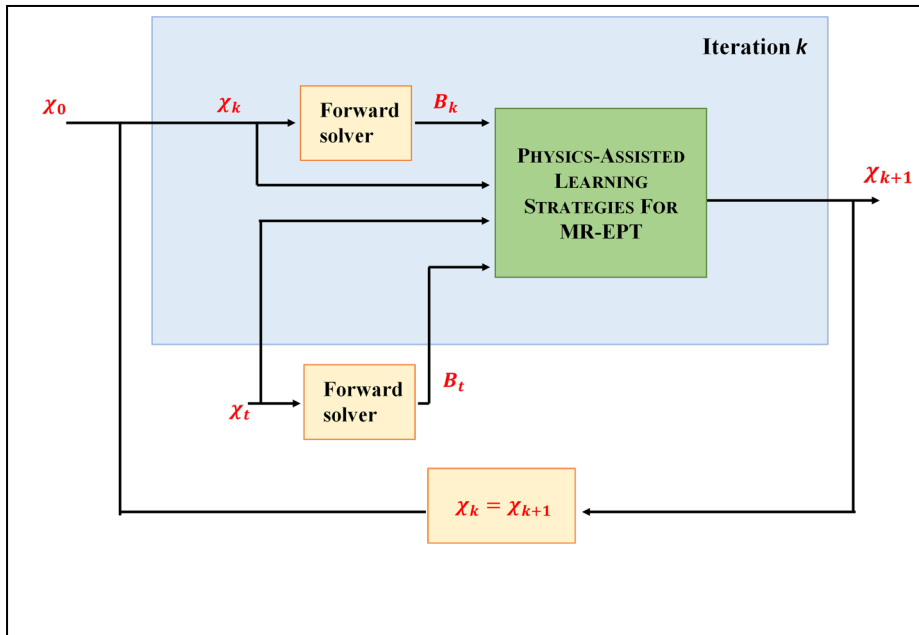 Iteration k
χ₀
χₖ
Forward
solver
Bₖ
PHYSICS-ASSISTED
LEARNING
STRATEGIES FOR
MR-EPT
χₖ₊₁
χₜ
Forward
solver
Bₜ
χₖ = χₖ₊₁